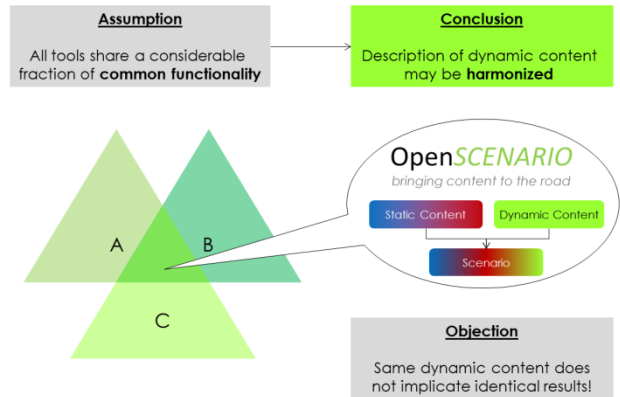 Assumption
All tools share a considerable
fraction of common functionality
Conclusion
Description of dynamic content
may be harmonized
OpenSCENARIO
bringing content to the road
Static Content
Dynamic Content
Scenario
A
B
C
Objection
Same dynamic content does
not implicate identical results!